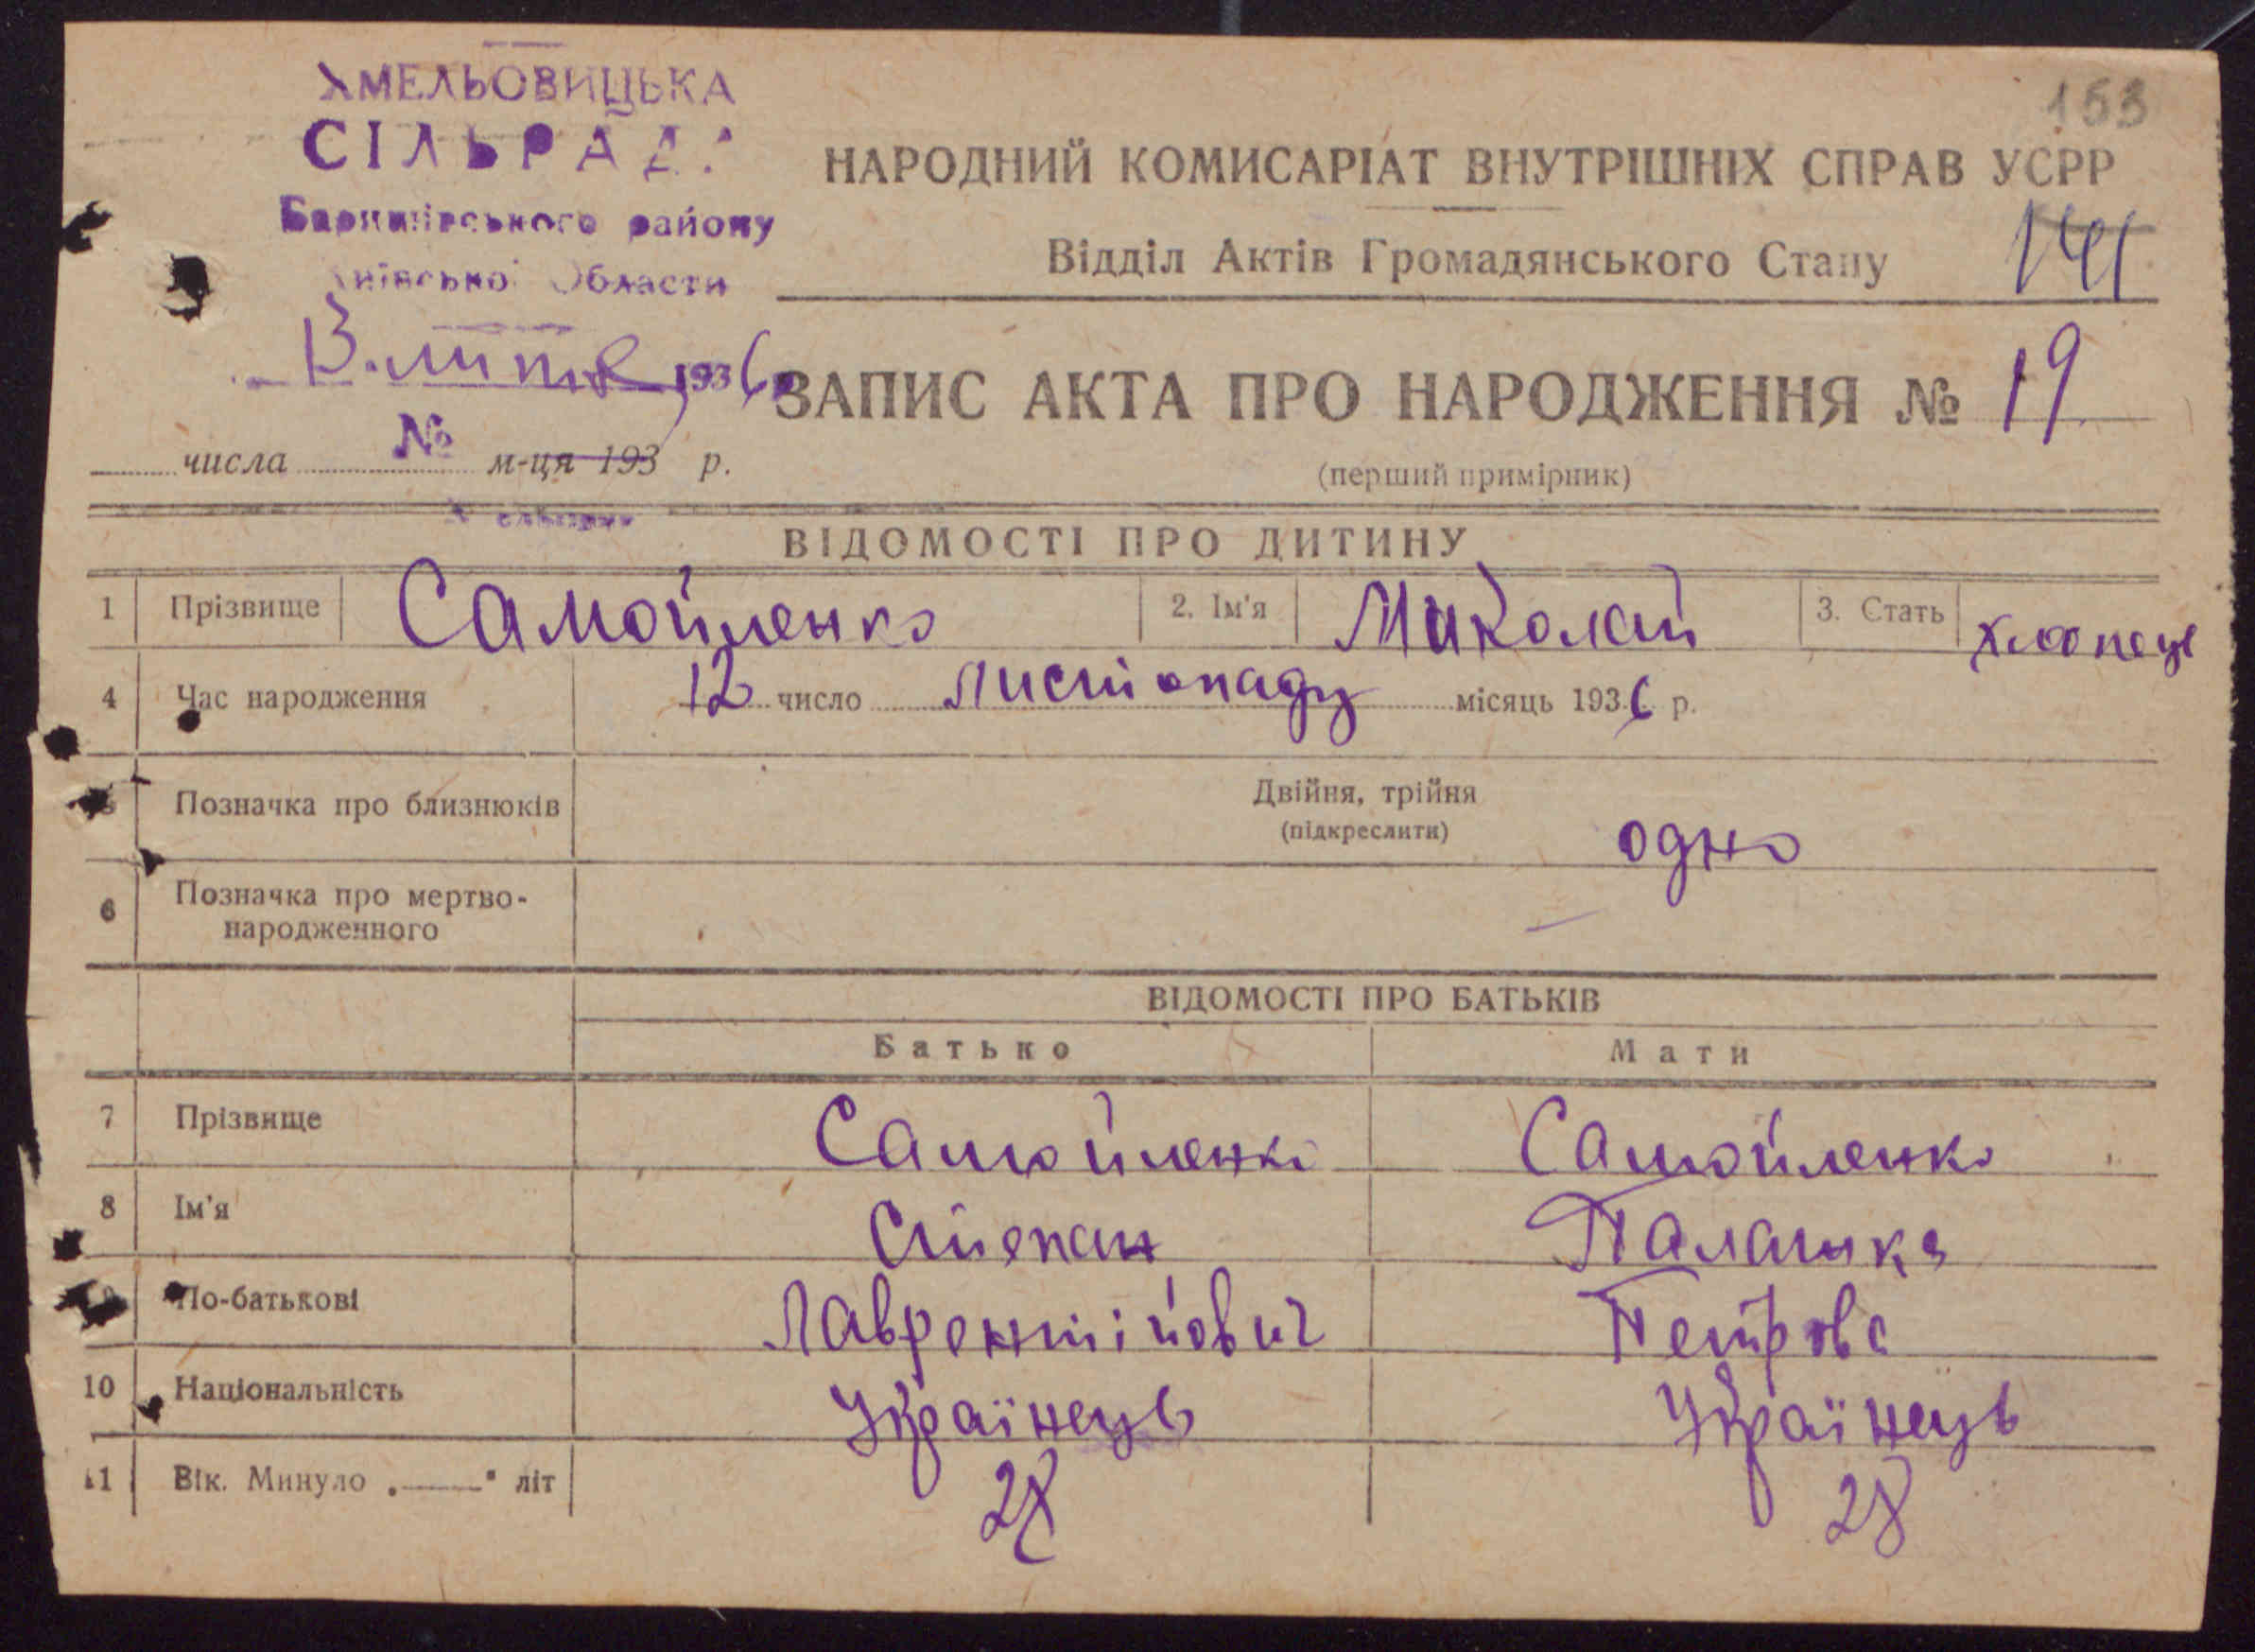 ХМЕЛЬОВИЦЬКА
СІЛЬРАДА
Баришівського району
Київської Області
1936
№
числа м-ця 193 р.
153
НАРОДНИЙ КОМИСАРІАТ ВНУТРІШНІХ СПРАВ УСРР
Відділ Актів Громадянського Стану
ЗАПИС АКТА ПРО НАРОДЖЕННЯ № 19
(перший примірник)
ВІДОМОСТІ ПРО ДИТИНУ
1 Прізвище Самойленко 2. Ім'я Миколай 3. Стать хлопець
4 Час народження 12 число листопаду місяць 1936 р.
5 Позначка про близнюків Двійня, трійня
(підкреслити) одно
6 Позначка про мертво-
народженного —
ВІДОМОСТІ ПРО БАТЬКІВ
Батько Мати
7 Прізвище Самойленко Самойленко
8 Ім'я Степан Палашка
9 По-батькові Лаврентійович Петрова
10 Національність Українець Українець
11 Вік. Минуло „——" літ 28 28